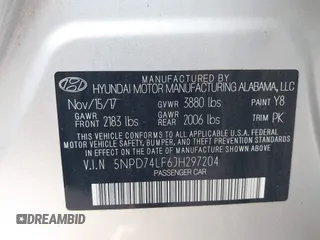 MANUFACTURED BY
HYUNDAI MOTOR MANUFACTURING ALABAMA, LLC
Nov/15/17 GVWR 3880 lbs PAINT Y8
GAWR FRONT 2183 lbs GAWR REAR 2006 lbs TRIM PK
THIS VEHICLE CONFORMS TO ALL APPLICABLE
FEDERAL MOTOR VEHICLE SAFETY, BUMPER, AND
THEFT PREVENTION STANDARDS IN EFFECT ON
THE DATE OF MANUFACTURE SHOWN ABOVE.
V.I.N 5NPD74LF6JH297204
PASSENGER CAR
DREAMBID DREAMBID.COM